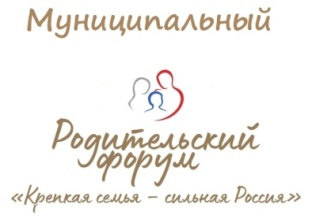 Муниципальный
Родительский
форум
«Крепкая семья – сильная Россия»